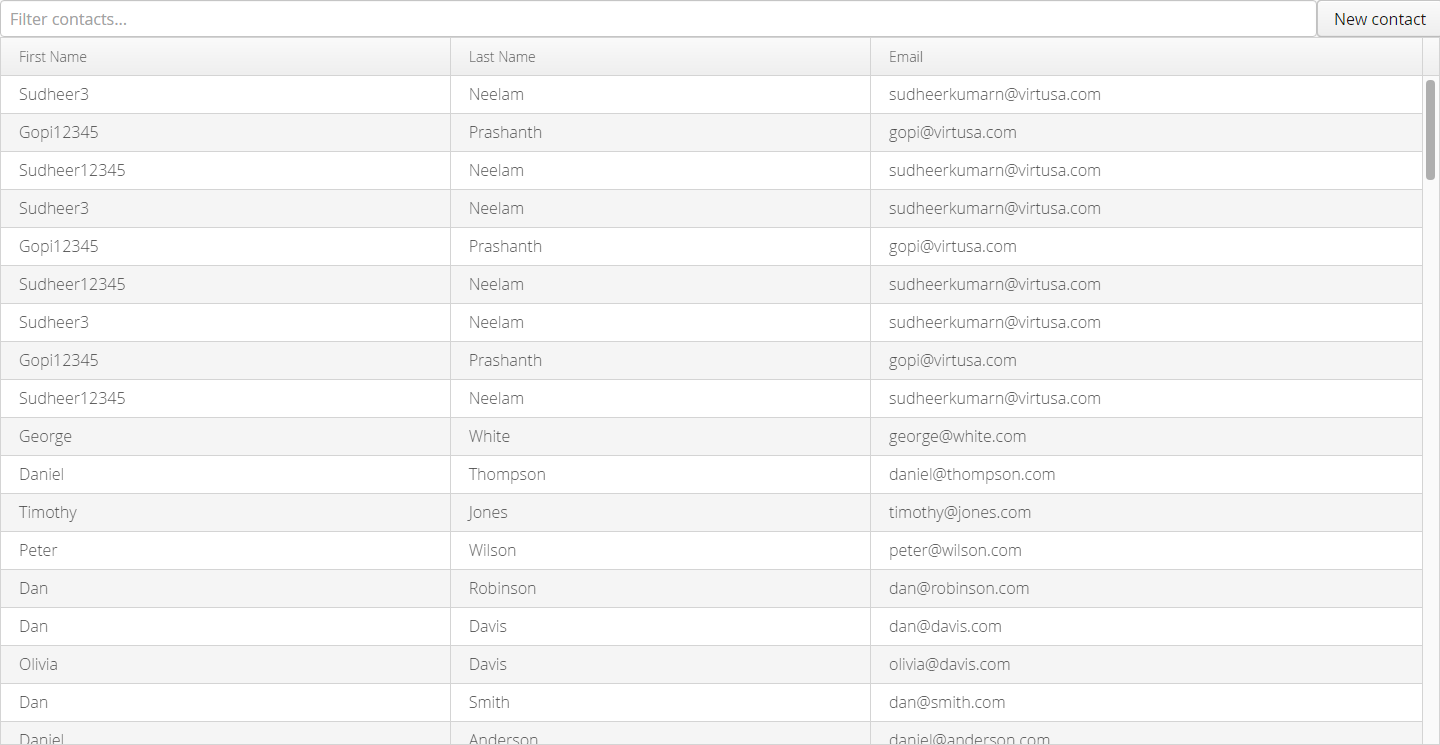 Filter contacts... New contact
First Name Last Name Email
Sudheer3 Neelam sudheerkumarn@virtusa.com
Gopi12345 Prashanth gopi@virtusa.com
Sudheer12345 Neelam sudheerkumarn@virtusa.com
Sudheer3 Neelam sudheerkumarn@virtusa.com
Gopi12345 Prashanth gopi@virtusa.com
Sudheer12345 Neelam sudheerkumarn@virtusa.com
Sudheer3 Neelam sudheerkumarn@virtusa.com
Gopi12345 Prashanth gopi@virtusa.com
Sudheer12345 Neelam sudheerkumarn@virtusa.com
George White george@white.com
Daniel Thompson daniel@thompson.com
Timothy Jones timothy@jones.com
Peter Wilson peter@wilson.com
Dan Robinson dan@robinson.com
Dan Davis dan@davis.com
Olivia Davis olivia@davis.com
Dan Smith dan@smith.com
Daniel Anderson daniel@anderson.com